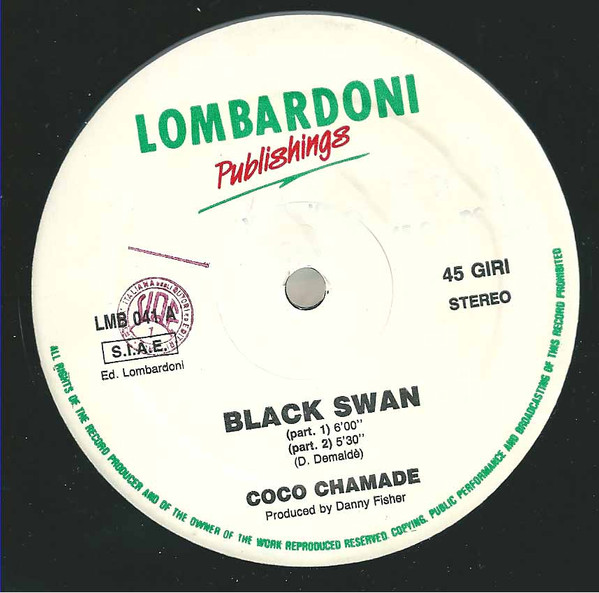 LOMBARDONI
Publishings
45 GIRI
STEREO
LMB 041 A
S.I.A.E.
Ed. Lombardoni
BLACK SWAN
(part. 1) 6'00"
(part. 2) 5'30"
(D. Demaldè)
COCO CHAMADE
Produced by Danny Fisher
ALL RIGHTS OF THE RECORD PRODUCER AND OF THE OWNER OF THE WORK REPRODUCED RESERVED. COPYING, PUBLIC PERFORMANCE AND BROADCASTING OF THIS RECORD PROHIBITED